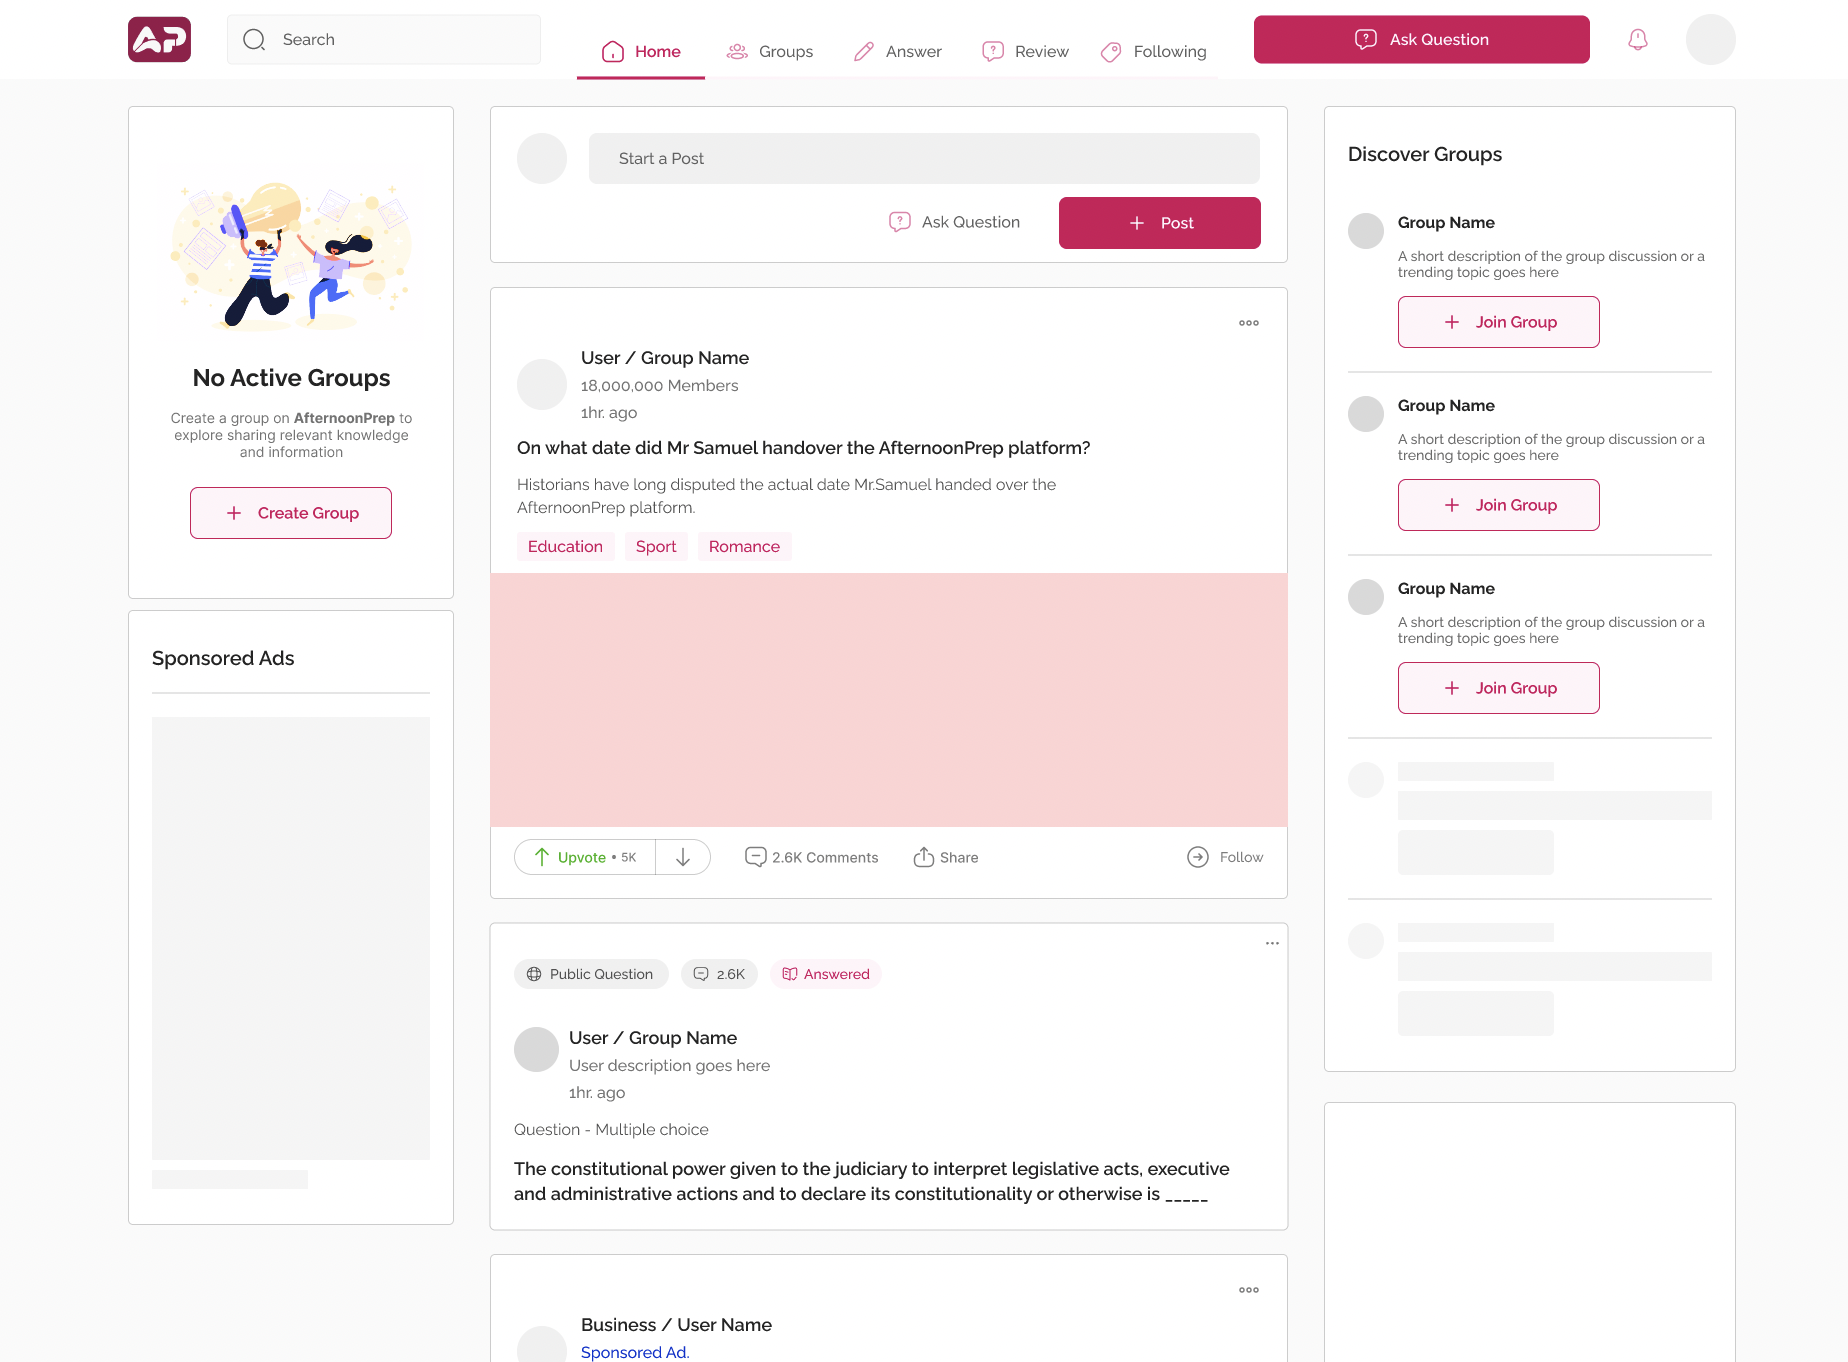 AP
Search
Home
Groups
Answer
Review
Following
Ask Question
No Active Groups
Create a group on AfternoonPrep to
explore sharing relevant knowledge
and information
Create Group
Sponsored Ads
Start a Post
Ask Question
Post
User / Group Name
18,000,000 Members
1hr. ago
On what date did Mr Samuel handover the AfternoonPrep platform?
Historians have long disputed the actual date Mr.Samuel handed over the
AfternoonPrep platform.
Education Sport Romance
Upvote • 5K
2.6K Comments
Share
Follow
Public Question
2.6K
Answered
User / Group Name
User description goes here
1hr. ago
Question - Multiple choice
The constitutional power given to the judiciary to interpret legislative acts, executive
and administrative actions and to declare its constitutionality or otherwise is _____
Business / User Name
Sponsored Ad.
Discover Groups
Group Name
A short description of the group discussion or a
trending topic goes here
Join Group
Group Name
A short description of the group discussion or a
trending topic goes here
Join Group
Group Name
A short description of the group discussion or a
trending topic goes here
Join Group